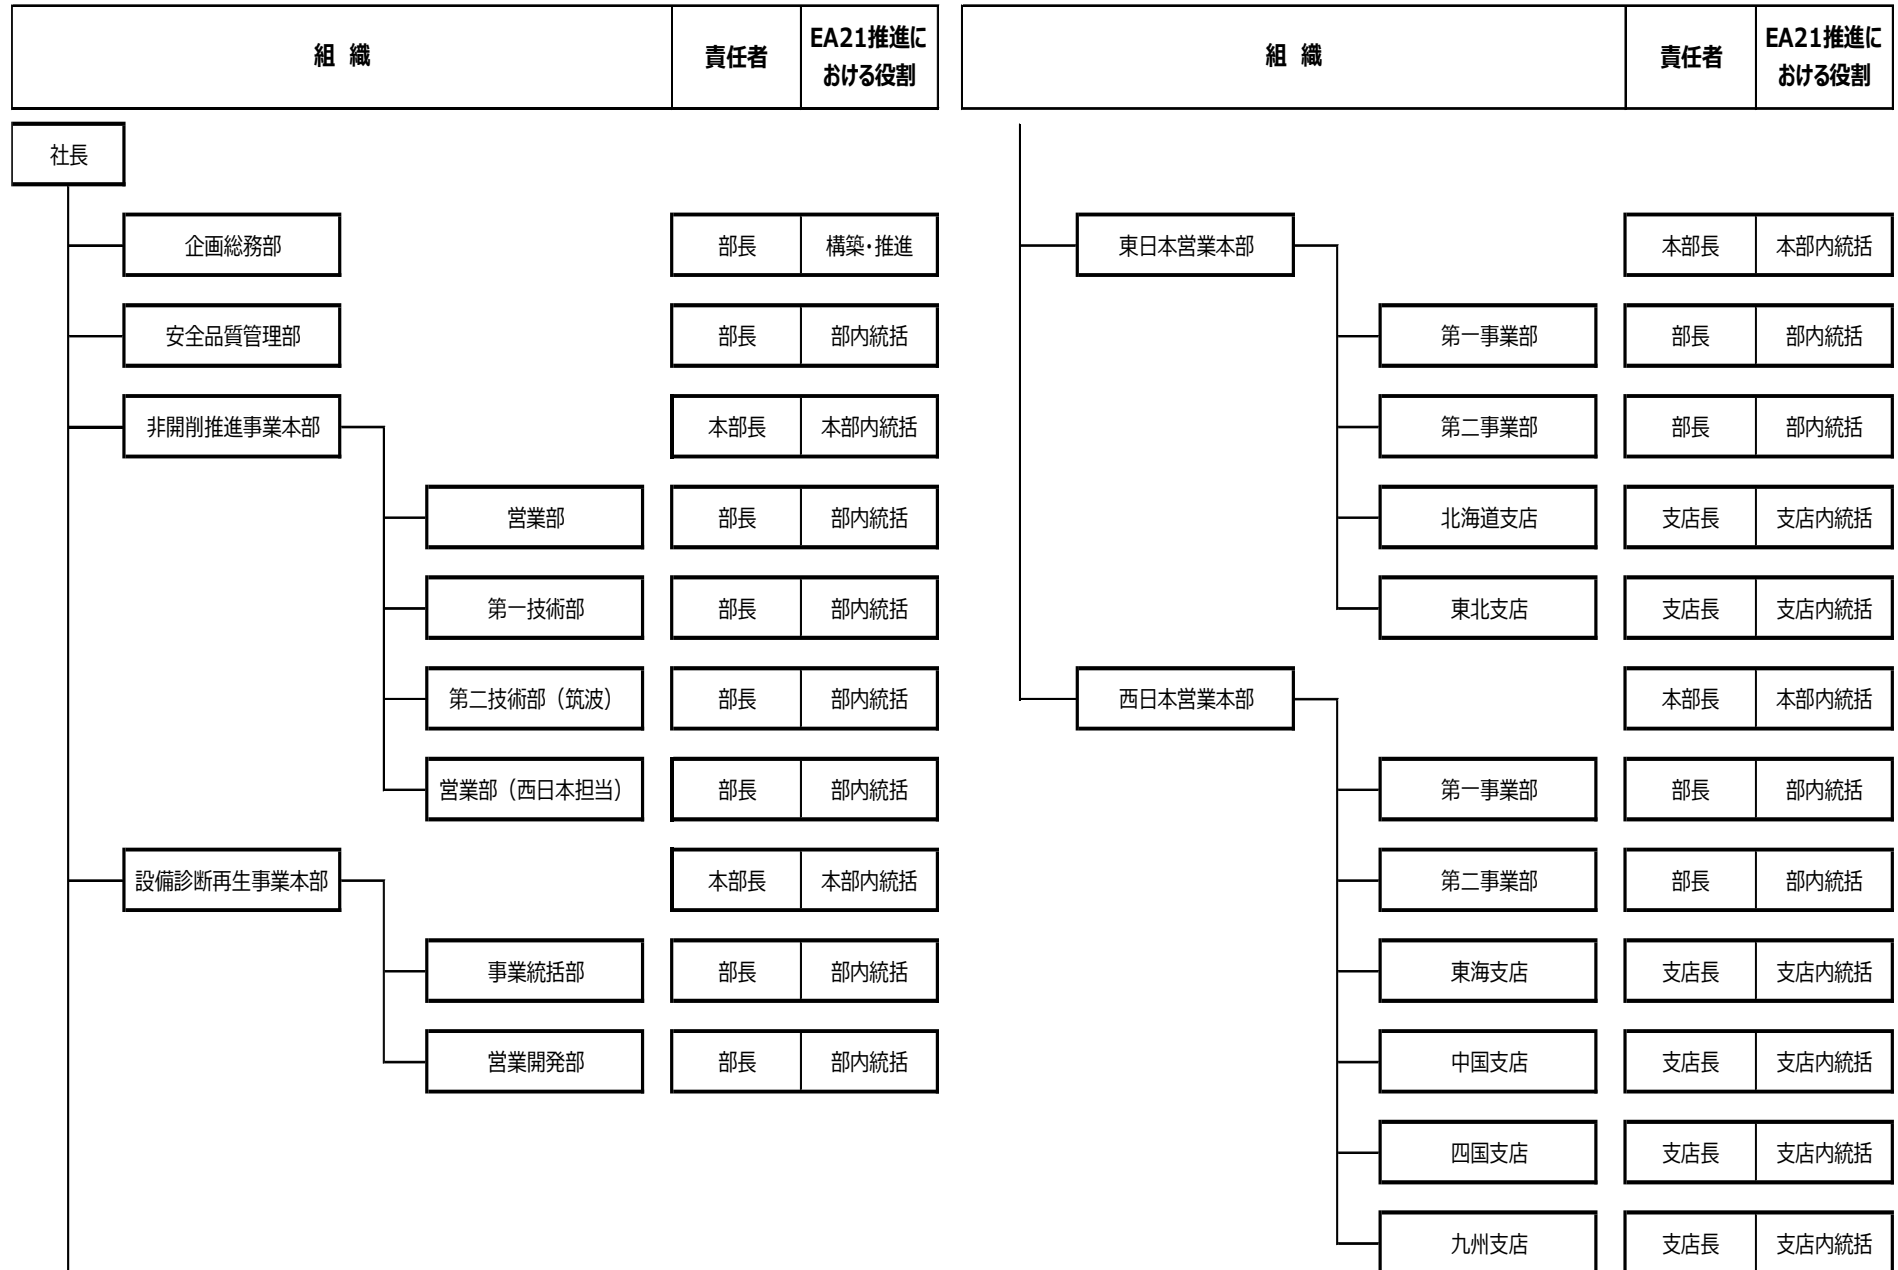 組 織
責任者
EA21推進に
おける役割
社長
企画総務部
部長
構築・推進
安全品質管理部
部長
部内統括
非開削推進事業本部
本部長
本部内統括
営業部
部長
部内統括
第一技術部
部長
部内統括
第二技術部（筑波）
部長
部内統括
営業部（西日本担当）
部長
部内統括
設備診断再生事業本部
本部長
本部内統括
事業統括部
部長
部内統括
営業開発部
部長
部内統括
組 織
責任者
EA21推進に
おける役割
東日本営業本部
本部長
本部内統括
第一事業部
部長
部内統括
第二事業部
部長
部内統括
北海道支店
支店長
支店内統括
東北支店
支店長
支店内統括
西日本営業本部
本部長
本部内統括
第一事業部
部長
部内統括
第二事業部
部長
部内統括
東海支店
支店長
支店内統括
中国支店
支店長
支店内統括
四国支店
支店長
支店内統括
九州支店
支店長
支店内統括